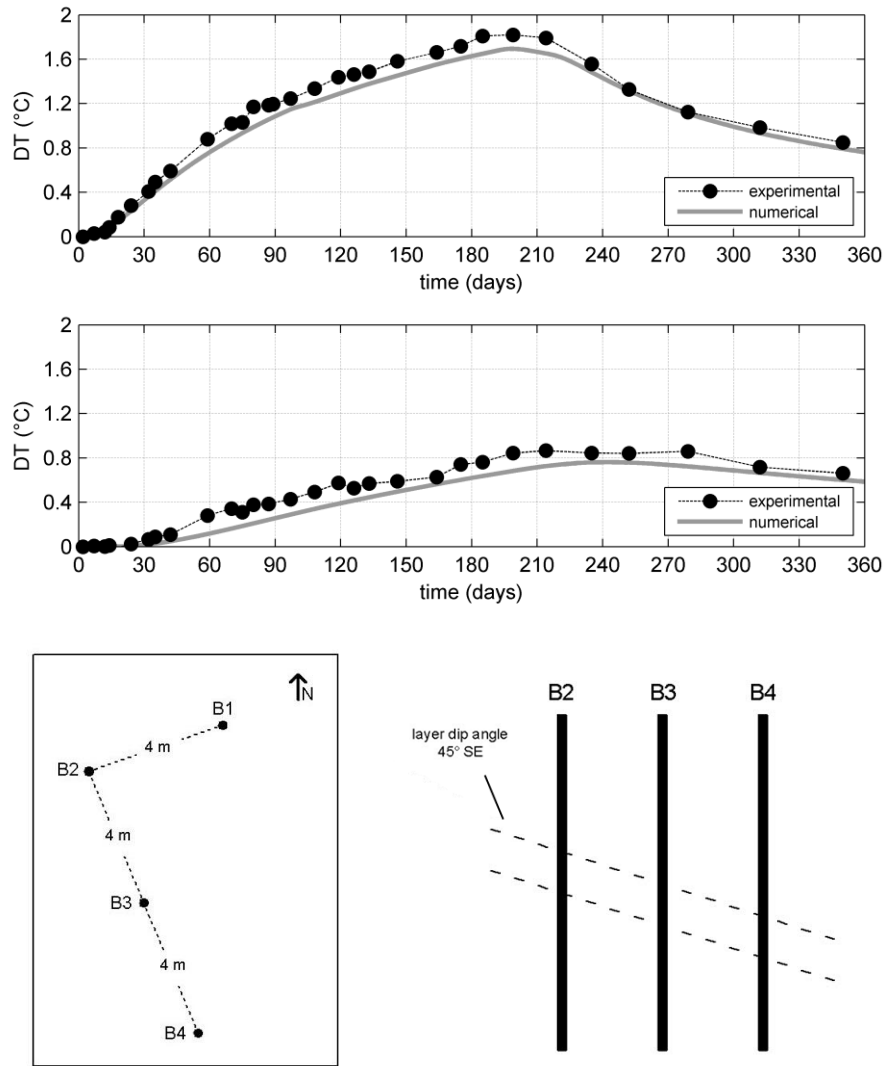 2
1.6
1.2
0.8
0.4
0
DT (°C)
experimental
numerical
0 30 60 90 120 150 180 210 240 270 300 330 360
time (days)
2
1.6
1.2
0.8
0.4
0
DT (°C)
experimental
numerical
0 30 60 90 120 150 180 210 240 270 300 330 360
time (days)
N
B1
4 m
B2
4 m
B3
4 m
B4
B2 B3 B4
layer dip angle
45° SE